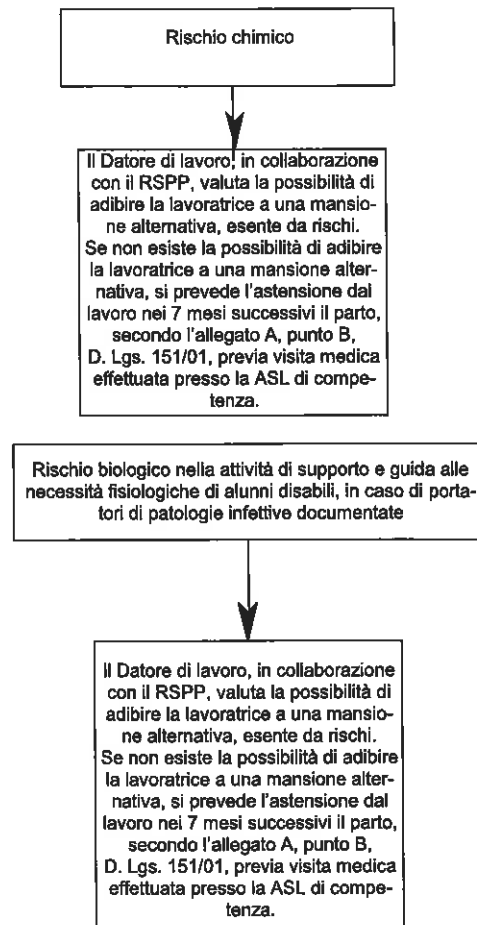 Rischio chimico
Il Datore di lavoro, in collaborazione
con il RSPP, valuta la possibilità di
adibire la lavoratrice a una mansio-
ne alternativa, esente da rischi.
Se non esiste la possibilità di adibire
la lavoratrice a una mansione alter-
nativa, si prevede l'astensione dal
lavoro nei 7 mesi successivi il parto,
secondo l'allegato A, punto B,
D. Lgs. 151/01, previa visita medica
effettuata presso la ASL di compe-
tenza.
Rischio biologico nella attività di supporto e guida alle
necessità fisiologiche di alunni disabili, in caso di porta-
tori di patologie infettive documentate
Il Datore di lavoro, in collaborazione
con il RSPP, valuta la possibilità di
adibire la lavoratrice a una mansio-
ne alternativa, esente da rischi.
Se non esiste la possibilità di adibire
la lavoratrice a una mansione alter-
nativa, si prevede l'astensione dal
lavoro nei 7 mesi successivi il parto,
secondo l'allegato A, punto B,
D. Lgs. 151/01, previa visita medica
effettuata presso la ASL di compe-
tenza.